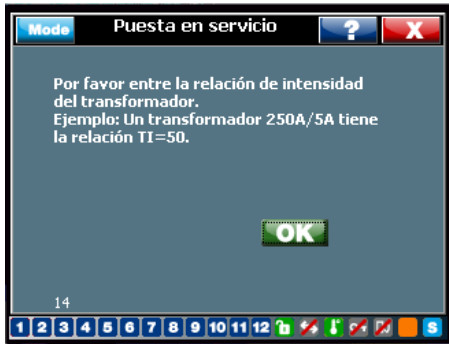 Mode Puesta en servicio ? X
Por favor entre la relación de intensidad
del transformador.
Ejemplo: Un transformador 250A/5A tiene
la relación TI=50.
OK
14
1 2 3 4 5 6 7 8 9 10 11 12 S